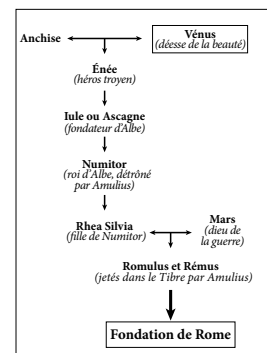 Anchise
Vénus
(déesse de la beauté)
Énée
(héros troyen)
Iule ou Ascagne
(fondateur d'Albe)
Numitor
(roi d'Albe, détrôné
par Amulius)
Rhea Silvia
(fille de Numitor)
Mars
(dieu de
la guerre)
Romulus et Rémus
(jetés dans le Tibre par Amulius)
Fondation de Rome